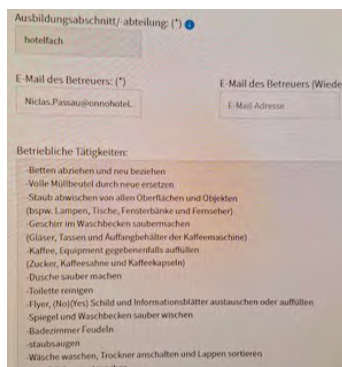 Ausbildungsabschnitt/-abteilung: (*)
hotelfach
E-Mail des Betreuers: (*)
E-Mail des Betreuers (Wiede
Niclas.Passau@onnohotel.
E-Mail-Adresse
Betriebliche Tätigkeiten:
-Betten abziehen und neu beziehen
-Volle Müllbeutel durch neue ersetzen
-Staub abwischen von allen Oberflächen und Objekten
(bspw. Lampen, Tische, Fensterbänke und Fernseher)
-Geschirr im Waschbecken saubermachen
(Gläser, Tassen und Auffangbehälter der Kaffeemaschine)
-Kaffee, Equipment gegebenenfalls auffüllen
(Zucker, Kaffesahne und Kaffeekapseln)
-Dusche sauber machen
-Toilette reinigen
-Flyer, (No)(Yes) Schild und Informationsblätter austauschen oder auffüllen
-Spiegel und Waschbecken sauber wischen
-Badezimmer Feudeln
-staubsaugen
-Wäsche waschen, Trockner anschalten und Lappen sortieren